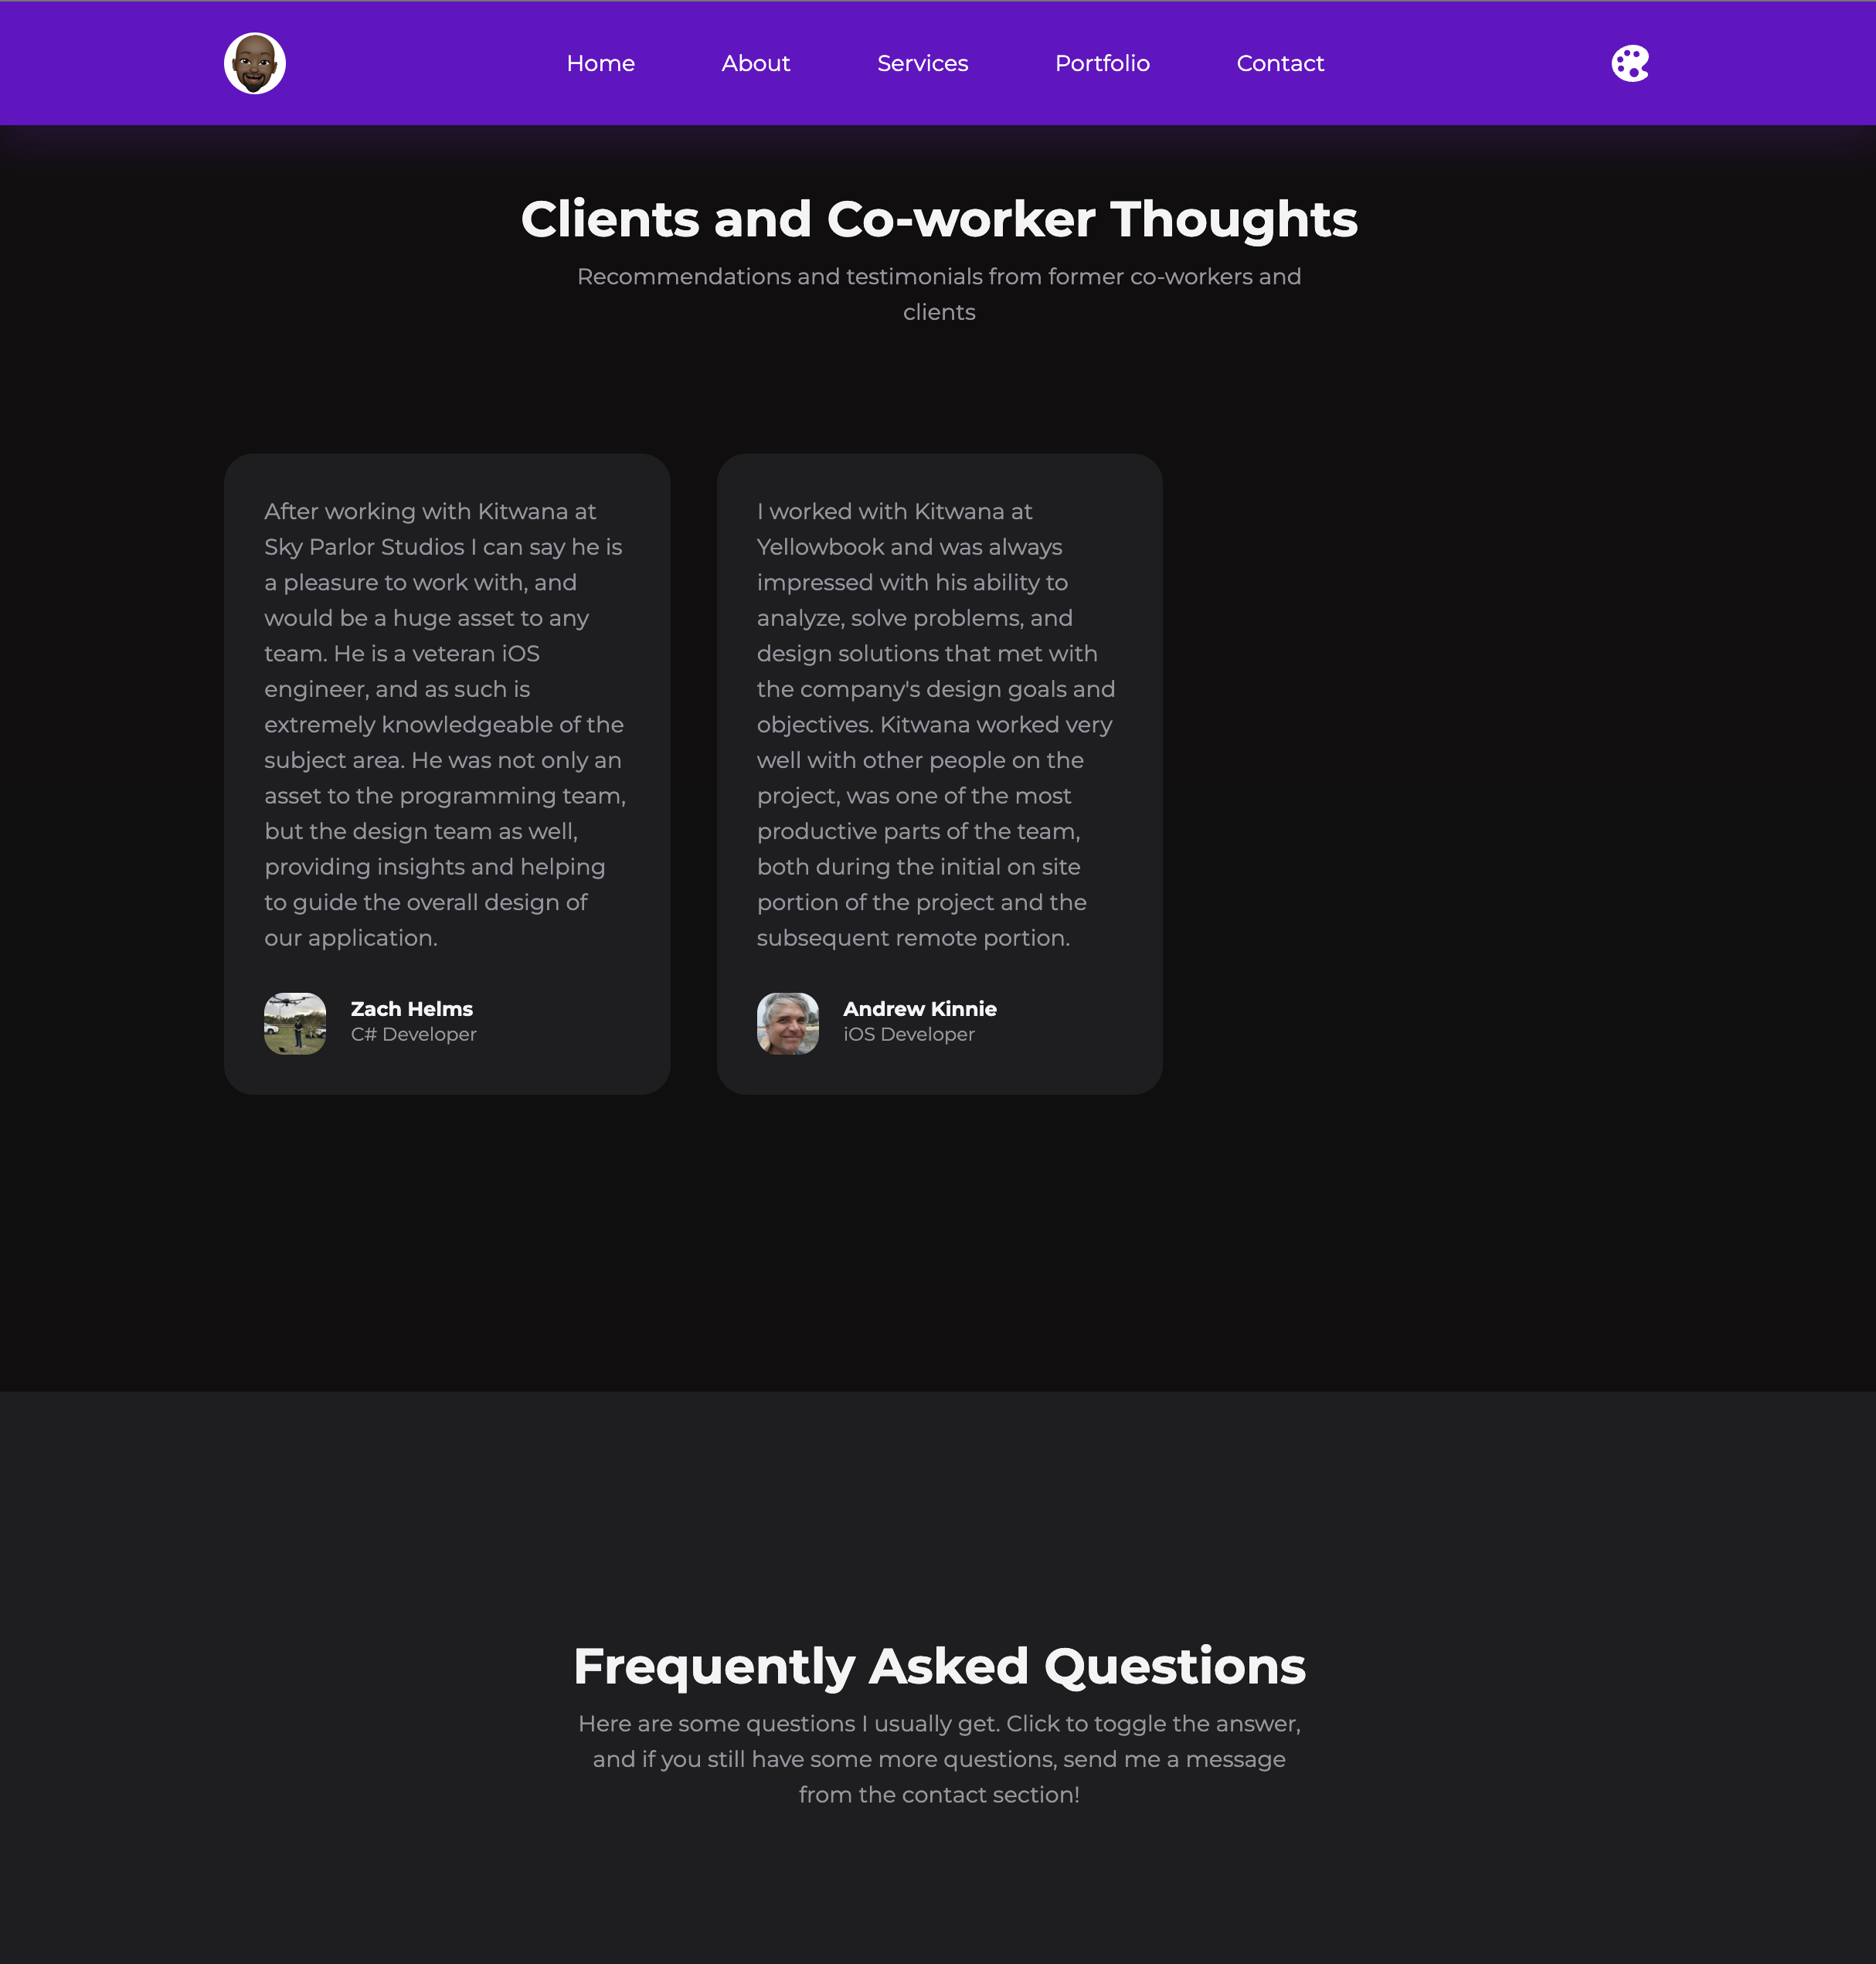 Home About Services Portfolio Contact
Clients and Co-worker Thoughts
Recommendations and testimonials from former co-workers and
clients
After working with Kitwana at
Sky Parlor Studios I can say he is
a pleasure to work with, and
would be a huge asset to any
team. He is a veteran iOS
engineer, and as such is
extremely knowledgeable of the
subject area. He was not only an
asset to the programming team,
but the design team as well,
providing insights and helping
to guide the overall design of
our application.
Zach Helms
C# Developer
I worked with Kitwana at
Yellowbook and was always
impressed with his ability to
analyze, solve problems, and
design solutions that met with
the company's design goals and
objectives. Kitwana worked very
well with other people on the
project, was one of the most
productive parts of the team,
both during the initial on site
portion of the project and the
subsequent remote portion.
Andrew Kinnie
iOS Developer
Frequently Asked Questions
Here are some questions I usually get. Click to toggle the answer,
and if you still have some more questions, send me a message
from the contact section!